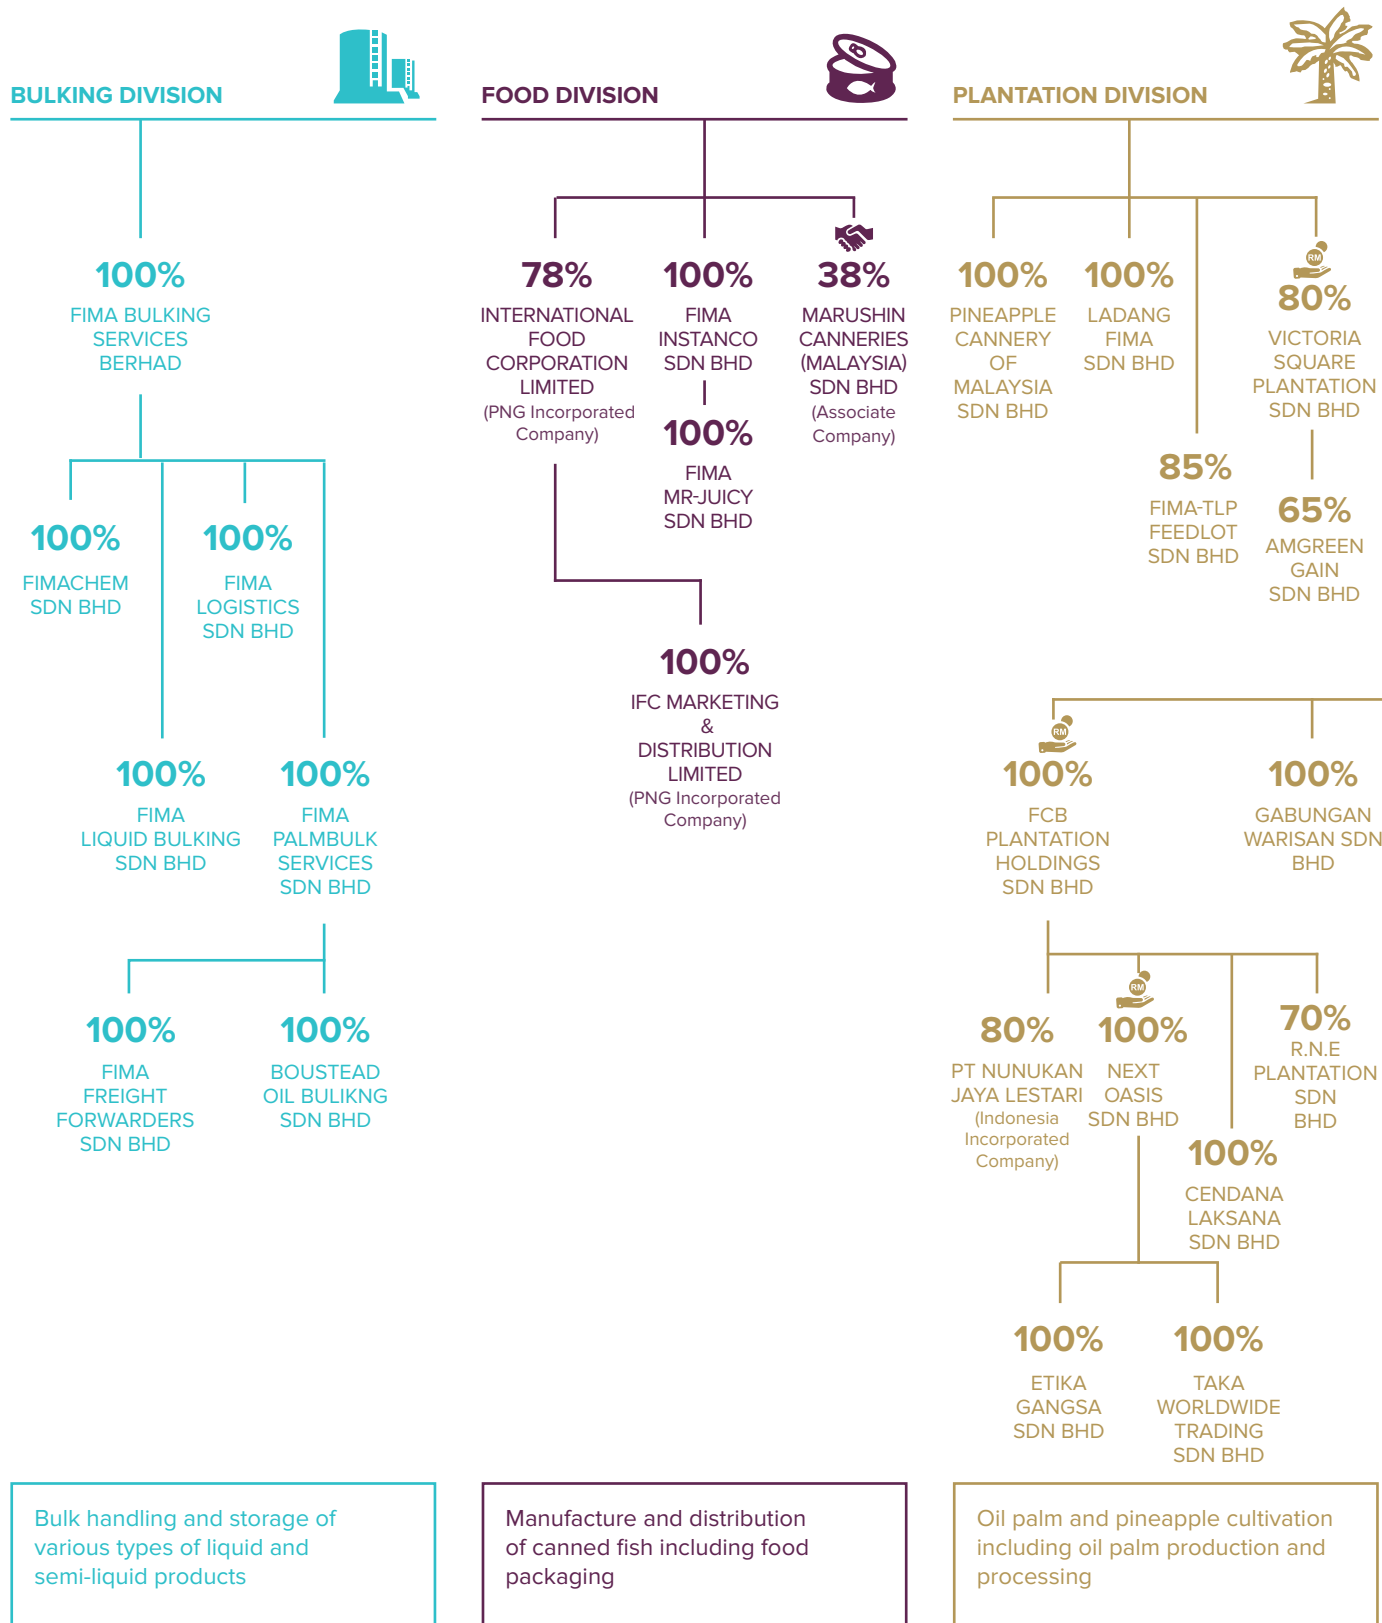 BULKING DIVISION
100%
FIMA BULKING
SERVICES
BERHAD
100%
FIMACHEM
SDN BHD
100%
FIMA
LOGISTICS
SDN BHD
100%
FIMA
LIQUID BULKING
SDN BHD
100%
FIMA
PALMBULK
SERVICES
SDN BHD
100%
FIMA
FREIGHT
FORWARDERS
SDN BHD
100%
BOUSTEAD
OIL BULIKNG
SDN BHD
Bulk handling and storage of
various types of liquid and
semi-liquid products
FOOD DIVISION
78%
INTERNATIONAL
FOOD
CORPORATION
LIMITED
(PNG Incorporated
Company)
100%
FIMA
INSTANCO
SDN BHD
100%
FIMA
MR-JUICY
SDN BHD
38%
MARUSHIN
CANNERIES
(MALAYSIA)
SDN BHD
(Associate
Company)
100%
IFC MARKETING
&
DISTRIBUTION
LIMITED
(PNG Incorporated
Company)
Manufacture and distribution
of canned fish including food
packaging
PLANTATION DIVISION
100%
PINEAPPLE
CANNERY
OF
MALAYSIA
SDN BHD
100%
LADANG
FIMA
SDN BHD
85%
FIMA-TLP
FEEDLOT
SDN BHD
RM
80%
VICTORIA
SQUARE
PLANTATION
SDN BHD
65%
AMGREEN
GAIN
SDN BHD
RM
100%
FCB
PLANTATION
HOLDINGS
SDN BHD
100%
GABUNGAN
WARISAN SDN
BHD
80%
PT NUNUKAN
JAYA LESTARI
(Indonesia
Incorporated
Company)
RM
100%
NEXT
OASIS
SDN BHD
100%
CENDANA
LAKSANA
SDN BHD
70%
R.N.E
PLANTATION
SDN
BHD
100%
ETIKA
GANGSA
SDN BHD
100%
TAKA
WORLDWIDE
TRADING
SDN BHD
Oil palm and pineapple cultivation
including oil palm production and
processing